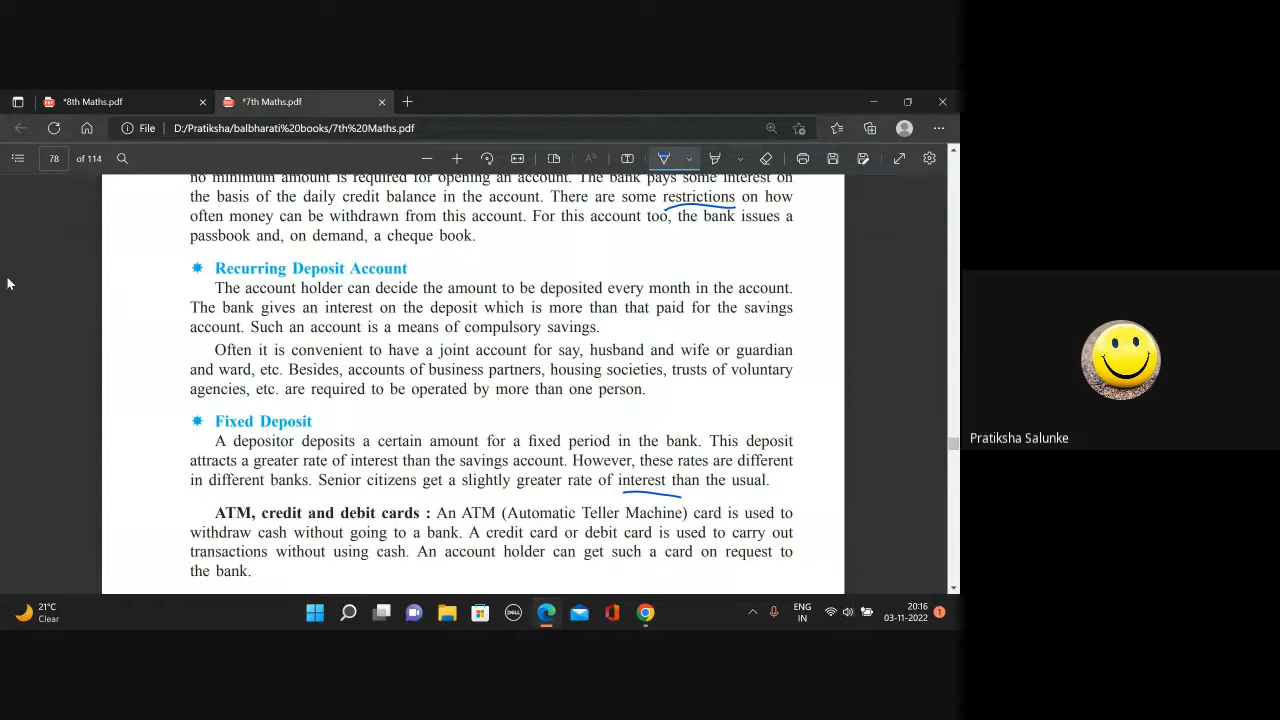 *8th Maths.pdf
*7th Maths.pdf
File
D:/Pratiksha/balbharati%20books/7th%20Maths.pdf
78 of 114
no minimum amount is required for opening an account. The bank pays some interest on
the basis of the daily credit balance in the account. There are some restrictions on how
often money can be withdrawn from this account. For this account too, the bank issues a
passbook and, on demand, a cheque book.
Recurring Deposit Account
The account holder can decide the amount to be deposited every month in the account.
The bank gives an interest on the deposit which is more than that paid for the savings
account. Such an account is a means of compulsory savings.
Often it is convenient to have a joint account for say, husband and wife or guardian
and ward, etc. Besides, accounts of business partners, housing societies, trusts of voluntary
agencies, etc. are required to be operated by more than one person.
Fixed Deposit
A depositor deposits a certain amount for a fixed period in the bank. This deposit
attracts a greater rate of interest than the savings account. However, these rates are different
in different banks. Senior citizens get a slightly greater rate of interest than the usual.
ATM, credit and debit cards : An ATM (Automatic Teller Machine) card is used to
withdraw cash without going to a bank. A credit card or debit card is used to carry out
transactions without using cash. An account holder can get such a card on request to
the bank.
Pratiksha Salunke
21°C
Clear
DELL
ENG
IN
20:16
03-11-2022
1